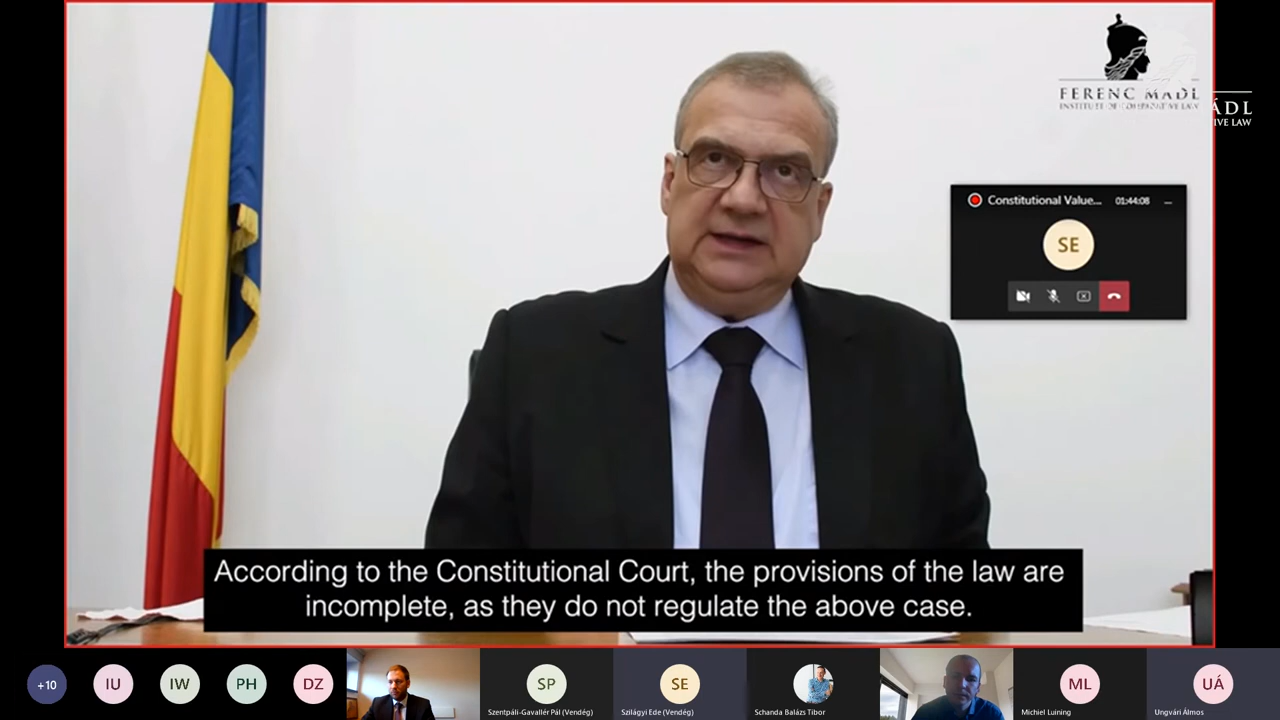 FERENC MÁDL
INSTITUTE OF COMPARATIVE LAW
ÁDL
IVE LAW
Constitutional Value... 01:44:08
SE
According to the Constitutional Court, the provisions of the law are
incomplete, as they do not regulate the above case.
+10 IU IW PH DZ SP SE ML UÁ
Szentpáli-Gavallér Pál (Vendég) Szilágyi Ede (Vendég) Schanda Balázs Tibor Michiel Luining Ungvári Álmos